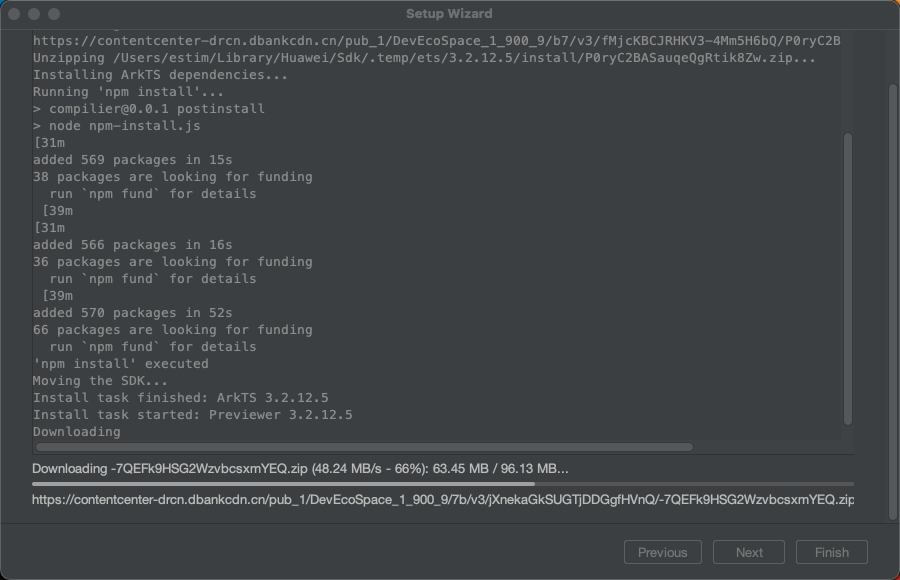 Setup Wizard
https://contentcenter-drcn.dbankcdn.cn/pub_1/DevEcoSpace_1_900_9/b7/v3/fMjcKBCJRHKV3-4Mm5H6bQ/P0ryC2B
Unzipping /Users/estim/Library/Huawei/Sdk/.temp/ets/3.2.12.5/install/P0ryC2BASauqeQgRtik8Zw.zip...
Installing ArkTS dependencies...
Running 'npm install'...
> compilier@0.0.1 postinstall
> node npm-install.js
[31m
added 569 packages in 15s
38 packages are looking for funding
run `npm fund` for details
[39m
[31m
added 566 packages in 16s
36 packages are looking for funding
run `npm fund` for details
[39m
added 570 packages in 52s
66 packages are looking for funding
run `npm fund` for details
'npm install' executed
Moving the SDK...
Install task finished: ArkTS 3.2.12.5
Install task started: Previewer 3.2.12.5
Downloading
Downloading -7QEFk9HSG2WzvbcsxmYEQ.zip (48.24 MB/s - 66%): 63.45 MB / 96.13 MB...
https://contentcenter-drcn.dbankcdn.cn/pub_1/DevEcoSpace_1_900_9/7b/v3/jXnekaGkSUGTjDDGgfHVnQ/-7QEFk9HSG2WzvbcsxmYEQ.zip
Previous
Next
Finish